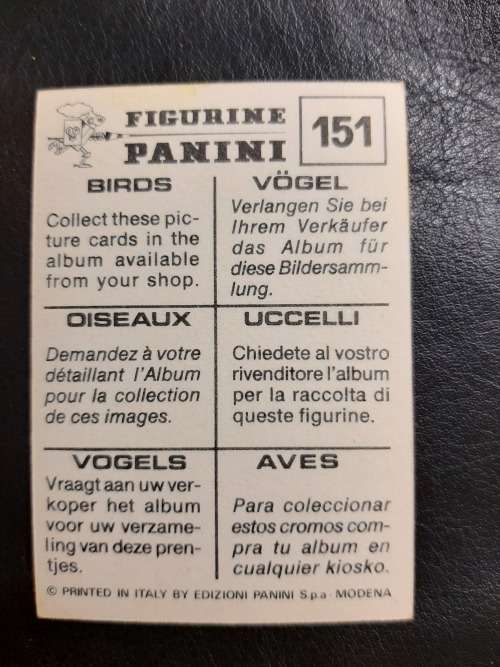 FIGURINE
PANINI
151
BIRDS
Collect these pic-
ture cards in the
album available
from your shop.
VÖGEL
Verlangen Sie bei
Ihrem Verkäufer
das Album für
diese Bildersamm-
lung.
OISEAUX
Demandez à votre
détaillant l'Album
pour la collection
de ces images.
UCCELLI
Chiedete al vostro
rivenditore l'album
per la raccolta di
queste figurine.
VOGELS
Vraagt aan uw ver-
koper het album
voor uw verzame-
ling van deze pren-
tjes.
AVES
Para coleccionar
estos cromos com-
pra tu album en
cualquier kiosko.
© PRINTED IN ITALY BY EDIZIONI PANINI S.p.a - MODENA